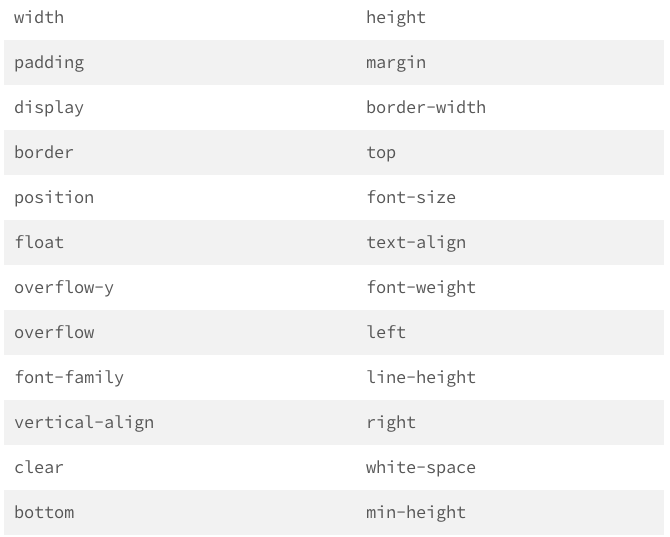 width height
padding margin
display border-width
border top
position font-size
float text-align
overflow-y font-weight
overflow left
font-family line-height
vertical-align right
clear white-space
bottom min-height